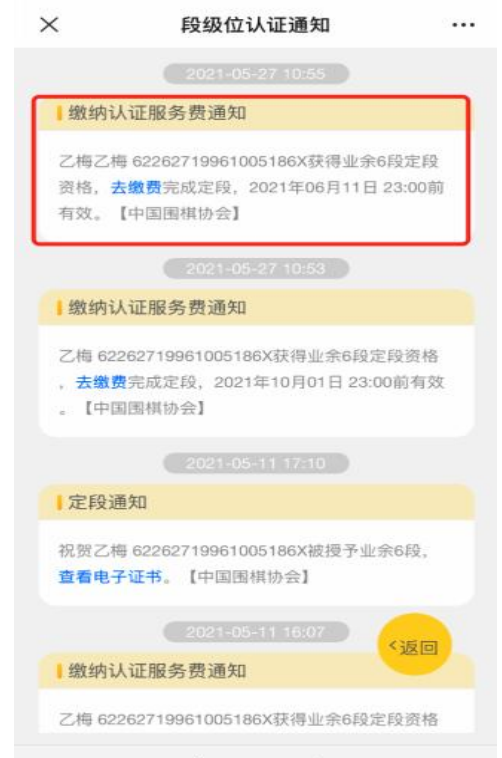 段级位认证通知
2021-05-27 10:55
缴纳认证服务费通知
乙梅乙梅 62262719961005186X获得业余6段定段
资格，去缴费完成定段，2021年06月11日 23:00前
有效。【中国围棋协会】
2021-05-27 10:53
缴纳认证服务费通知
乙梅 62262719961005186X获得业余6段定段资格
，去缴费完成定段，2021年10月01日 23:00前有效
。【中国围棋协会】
2021-05-11 17:10
定段通知
祝贺乙梅 62262719961005186X被授予业余6段，
查看电子证书。【中国围棋协会】
2021-05-11 16:07
<返回
缴纳认证服务费通知
乙梅 62262719961005186X获得业余6段定段资格